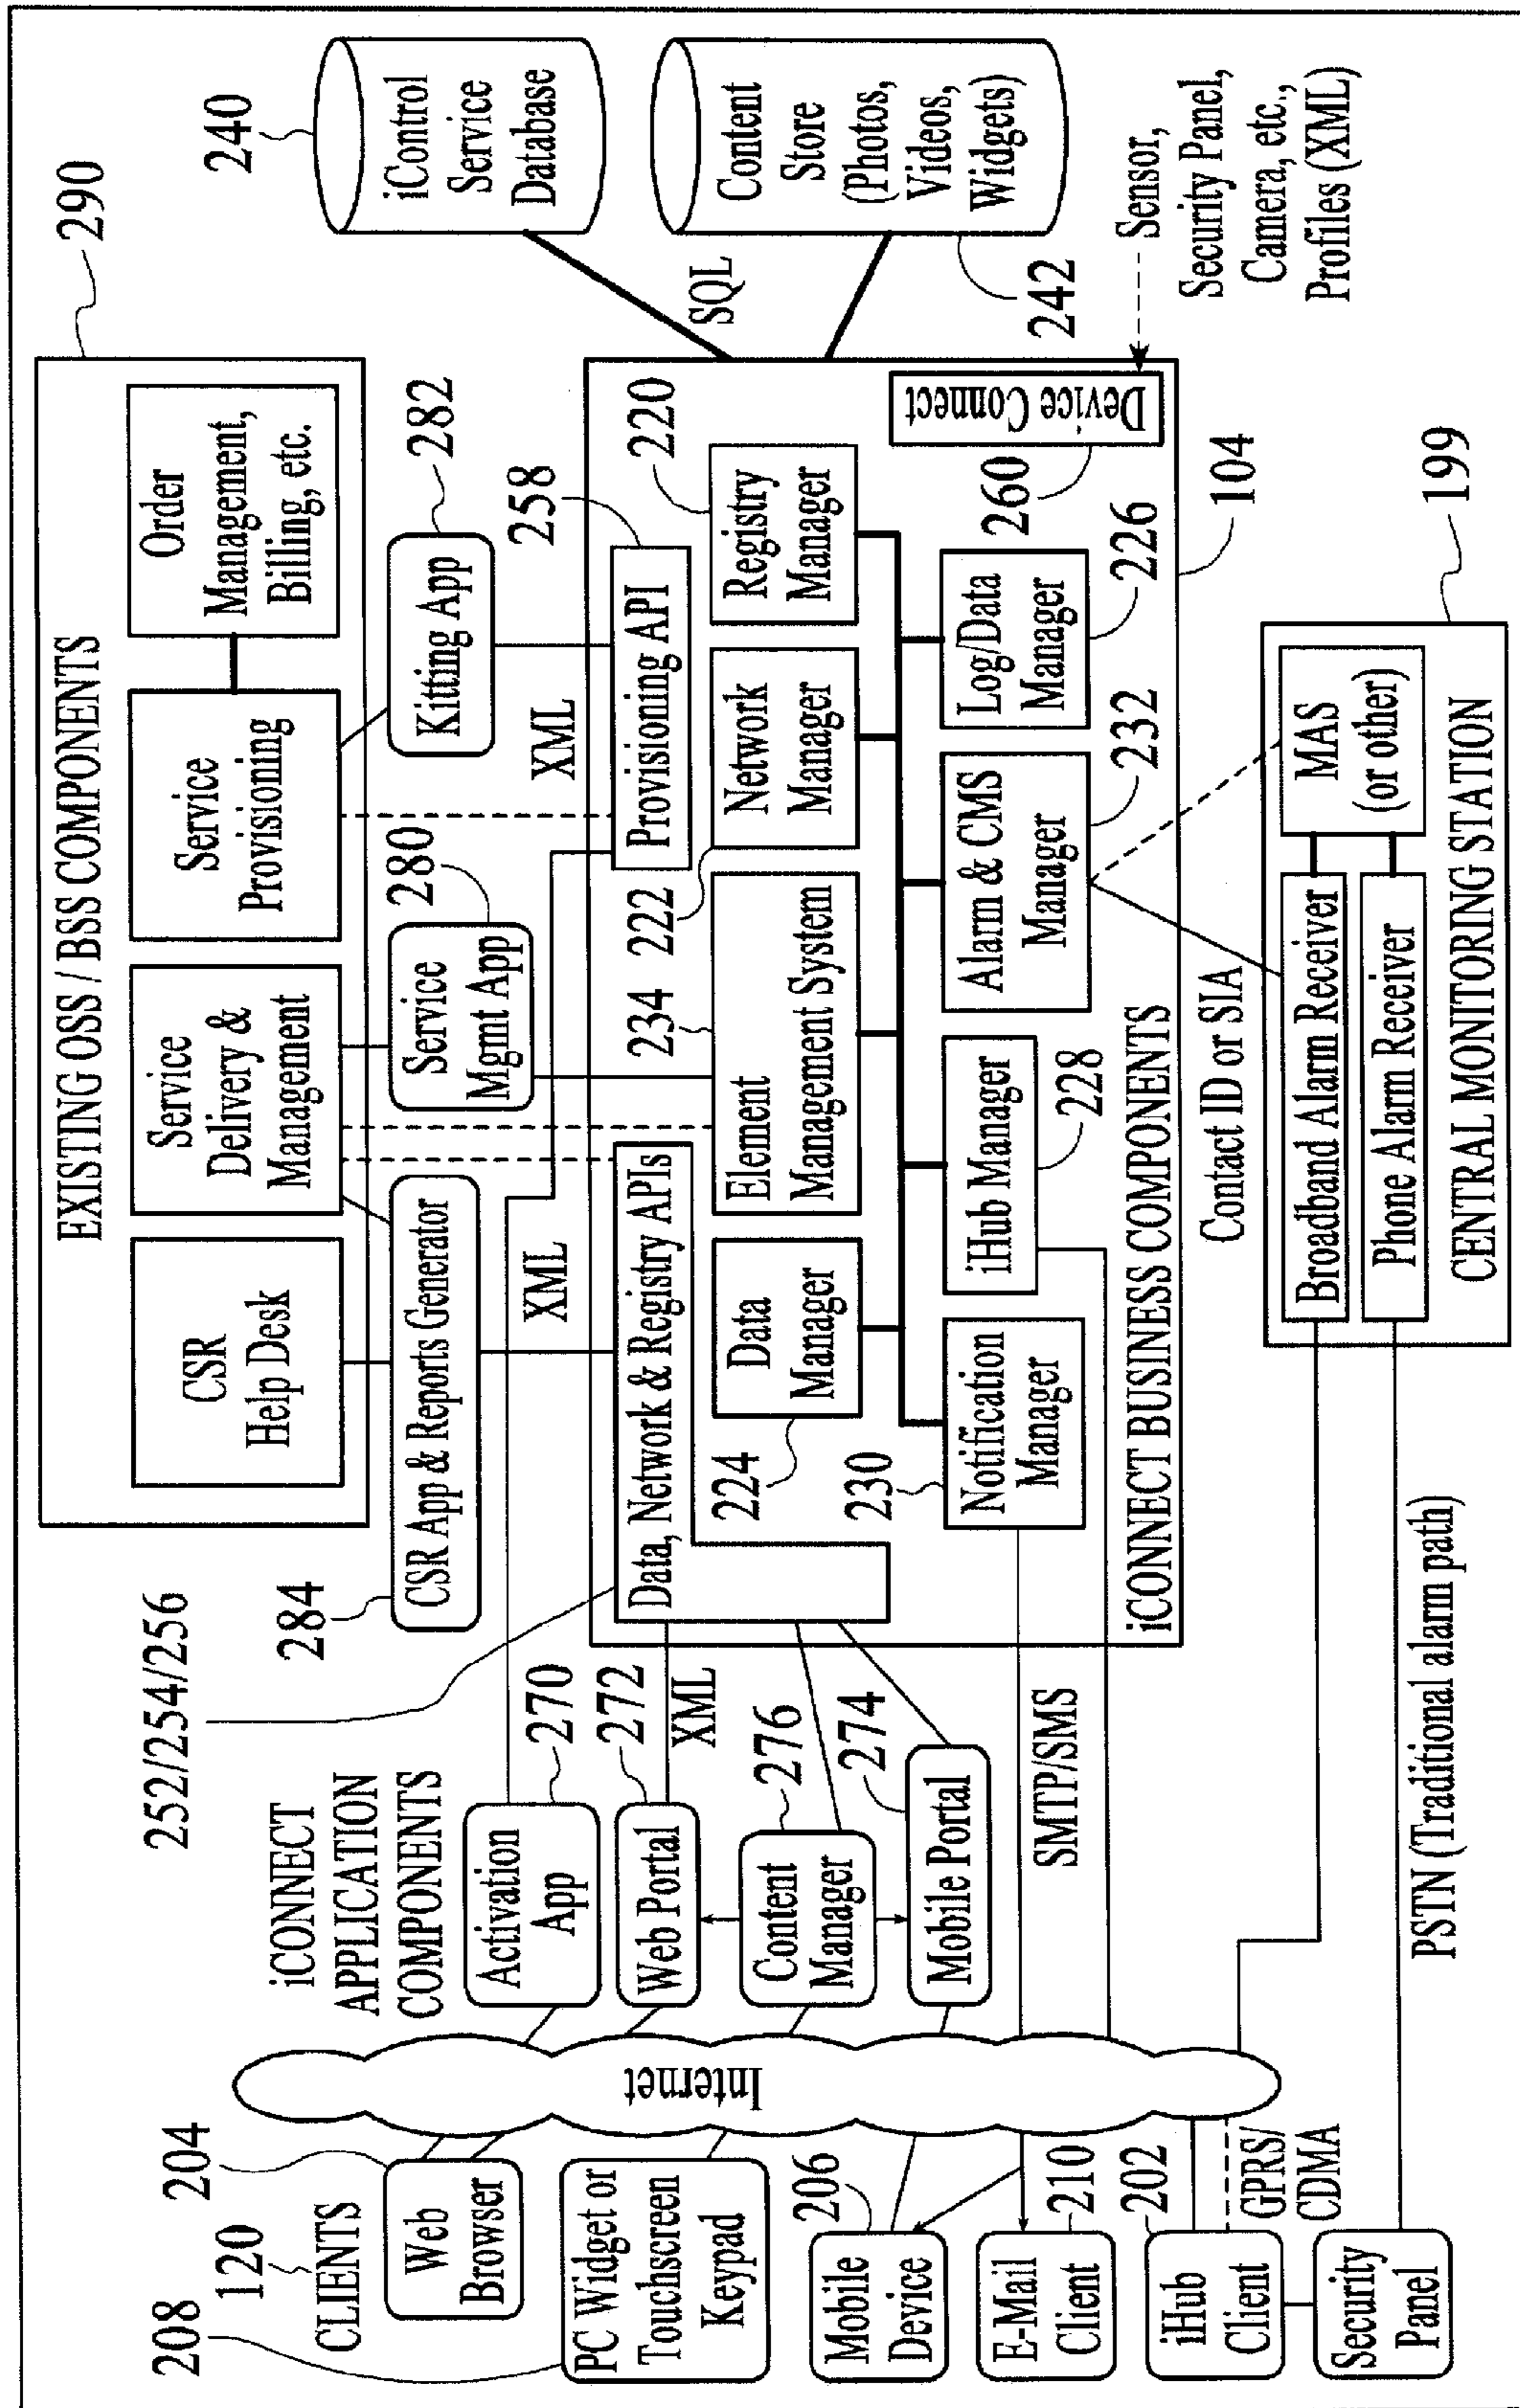 208
120
CLIENTS
204
Web
Browser
PC Widget or
Touchscreen
Keypad
206
Mobile
Device
210
E-Mail
Client
202
iHub
Client
GPRS/
CDMA
Security
Panel
Internet
252/254/256
iCONNECT
APPLICATION
COMPONENTS
Activation
App
270
Web Portal
272
XML
Content
Manager
276
Mobile Portal
274
SMTP/SMS
PSTN (Traditional alarm path)
290
EXISTING OSS / BSS COMPONENTS
CSR
Help Desk
Service
Delivery &
Management
Service
Provisioning
Order
Management,
Billing, etc.
284
CSR App & Reports Generator
XML
Service
Mgmt App
280
Kitting App
282
XML
258
Data, Network & Registry APIs
Provisioning API
224
Data
Manager
234
Element
Management System
222
Network
Manager
220
Registry
Manager
230
Notification
Manager
iHub Manager
228
Alarm & CMS
Manager
232
Log/Data
Manager
226
260
Device Connect
iCONNECT BUSINESS COMPONENTS
104
240
iControl
Service
Database
SQL
Content
Store
(Photos,
Videos,
Widgets)
242
Sensor,
Security Panel,
Camera, etc.,
Profiles (XML)
Contact ID or SIA
199
Broadband Alarm Receiver
Phone Alarm Receiver
MAS
(or other)
CENTRAL MONITORING STATION